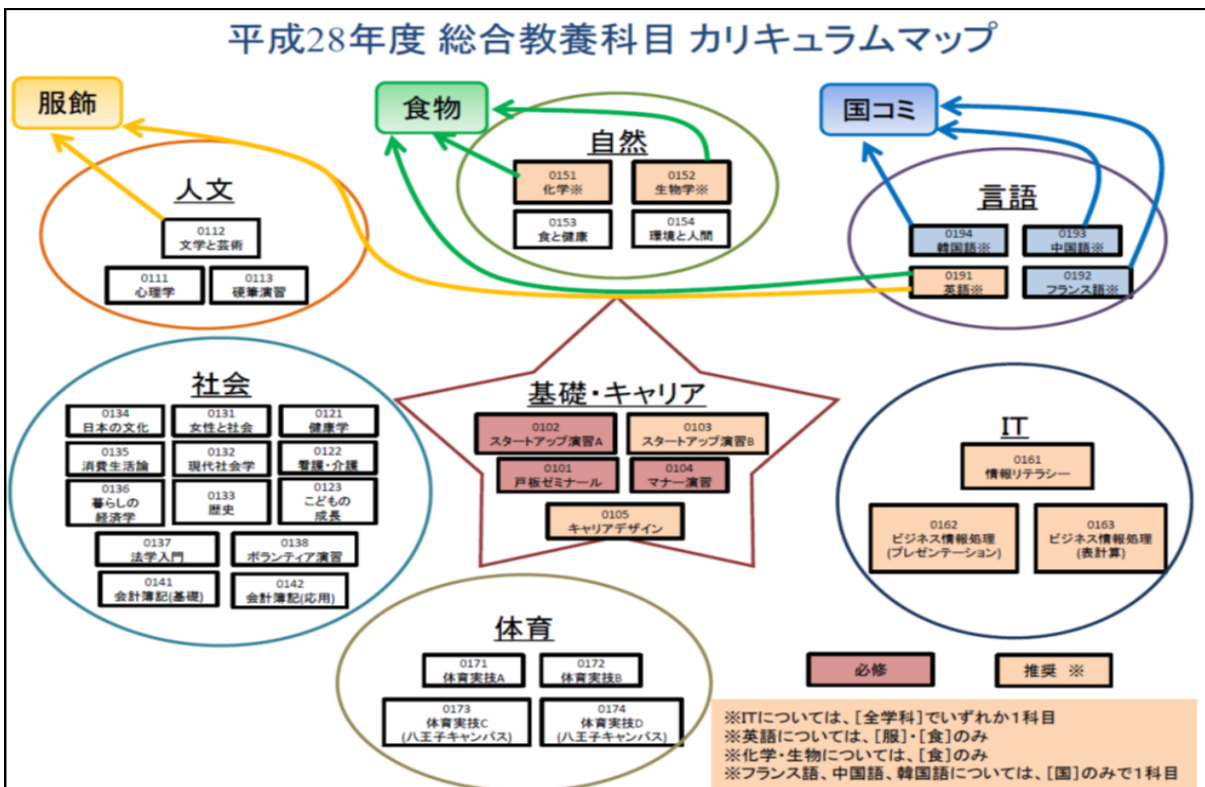 平成28年度 総合教養科目 カリキュラムマップ
服飾
食物
国コミ
人文
0112
文学と芸術
0111
心理学
0113
硬筆演習
自然
0151
化学※
0152
生物学※
0153
食と健康
0154
環境と人間
言語
0194
韓国語※
0193
中国語※
0191
英語※
0192
フランス語※
社会
0134
日本の文化
0131
女性と社会
0121
健康学
0135
消費生活論
0132
現代社会学
0122
看護・介護
0136
暮らしの
経済学
0133
歴史
0123
こどもの
成長
0137
法学入門
0138
ボランティア演習
0141
会計簿記(基礎)
0142
会計簿記(応用)
基礎・キャリア
0102
スタートアップ演習A
0103
スタートアップ演習B
0101
戸板ゼミナール
0104
マナー演習
0105
キャリアデザイン
IT
0161
情報リテラシー
0162
ビジネス情報処理
(プレゼンテーション)
0163
ビジネス情報処理
(表計算)
体育
0171
体育実技A
0172
体育実技B
0173
体育実技C
(八王子キャンパス)
0174
体育実技D
(八王子キャンパス)
必修
推奨 ※
※ITについては、[全学科]でいずれか1科目
※英語については、[服]・[食]のみ
※化学・生物については、[食]のみ
※フランス語、中国語、韓国語については、[国]のみで1科目